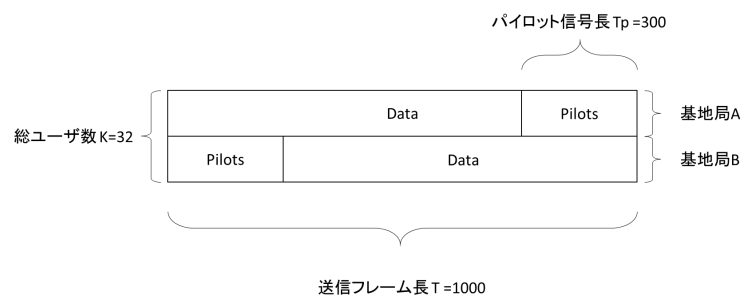 パイロット信号長 Tp =300
Data
Pilots
基地局A
総ユーザ数 K=32
Pilots
Data
基地局B
送信フレーム長 T =1000